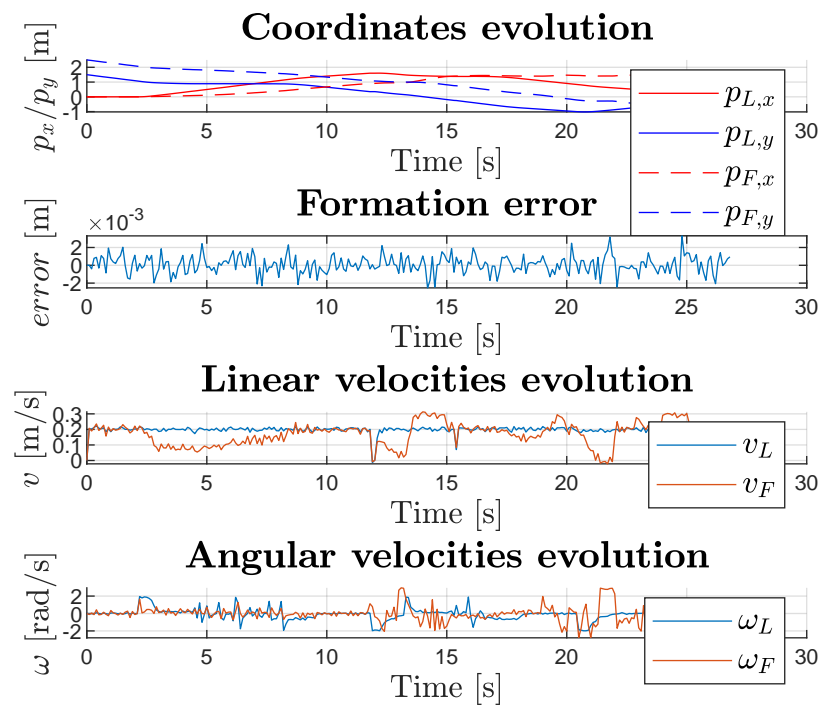 Coordinates evolution
p_x/p_y [m]
2
1
-1
0 5 10 15 20 30
Time [s]
p_{L,x}
p_{L,y}
p_{F,x}
p_{F,y}
Formation error
×10^{-3}
error [m]
2
0
-2
0 5 10 15 20 25 30
Time [s]
Linear velocities evolution
v [m/s]
0.3
0.2
0.1
0
0 5 10 15 20 30
Time [s]
v_L
v_F
Angular velocities evolution
ω [rad/s]
2
0
-2
0 5 10 15 20 30
Time [s]
ω_L
ω_F